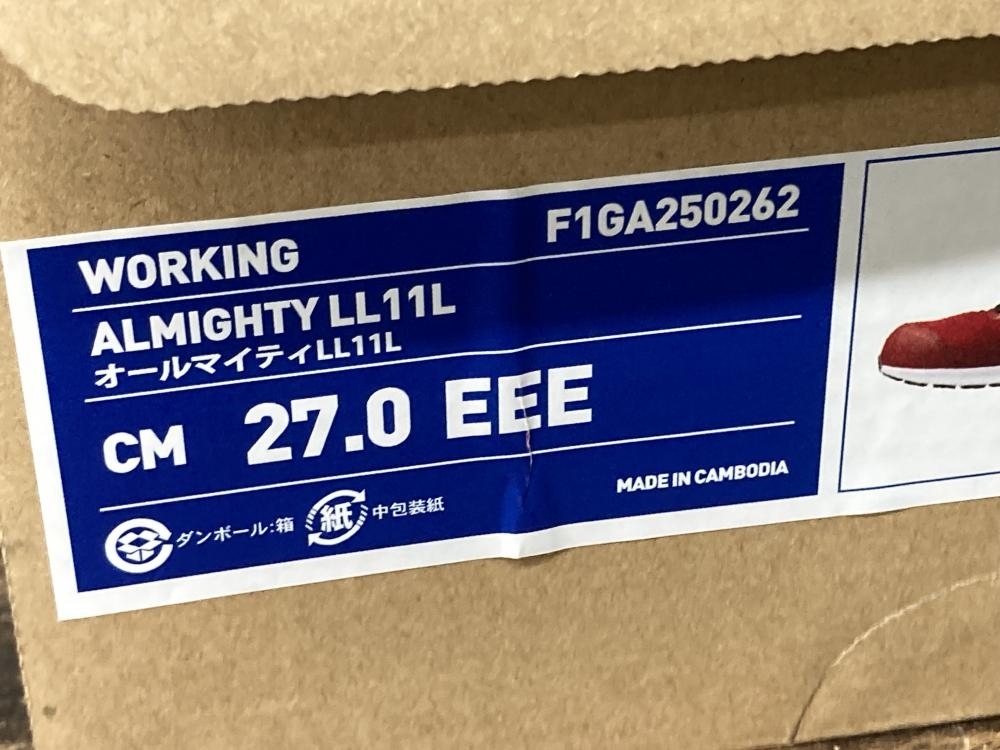 WORKING F1GA250262
ALMIGHTY LL11L
オールマイティLL11L
CM 27.0 EEE
MADE IN CAMBODIA
ダンボール:箱 紙 中包装紙